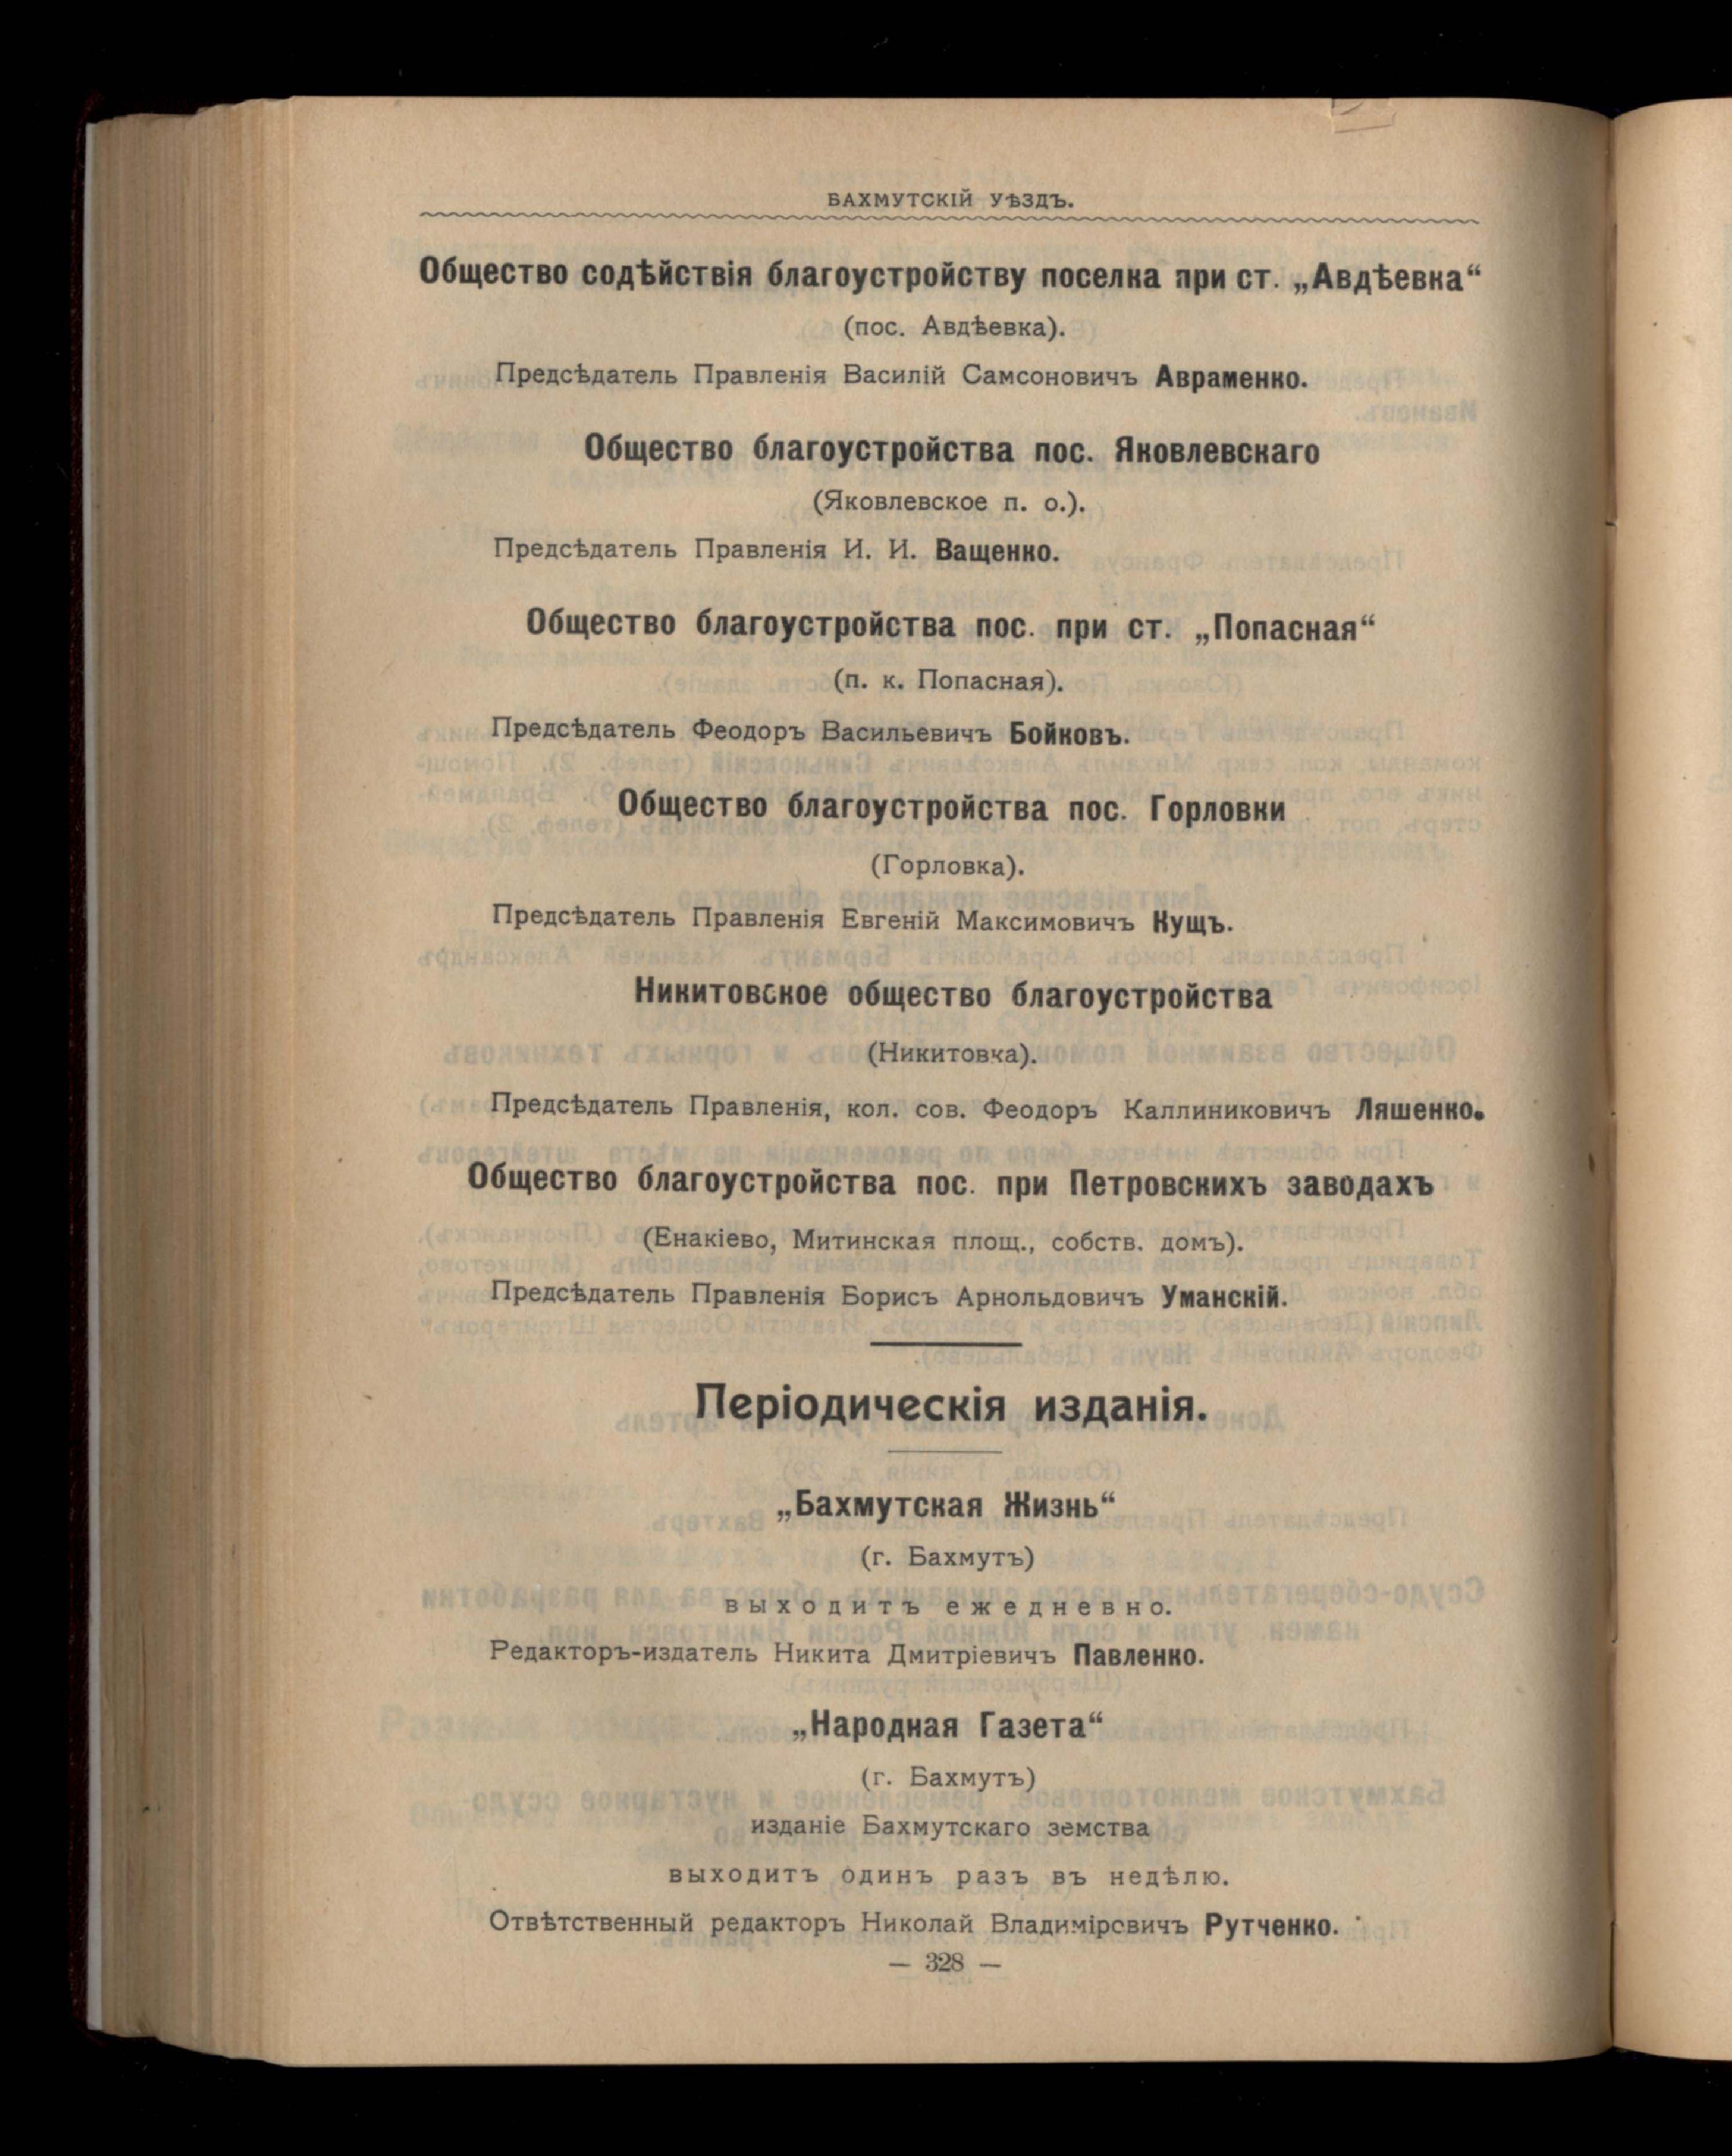 БАХМУТСКІЙ УѢЗДЪ.
Общество содѣйствія благоустройству поселка при ст. „Авдѣевка“
(пос. Авдѣевка).
Предсѣдатель Правленія Василій Самсоновичъ Авраменко.
Общество благоустройства пос. Яковлевскаго
(Яковлевское п. о.).
Предсѣдатель Правленія И. И. Ващенко.
Общество благоустройства пос. при ст. „Попасная“
(п. к. Попасная).
Предсѣдатель Феодоръ Васильевичъ Бойковъ.
Общество благоустройства пос. Горловки
(Горловка).
Предсѣдатель Правленія Евгеній Максимовичъ Кущъ.
Никитовское общество благоустройства
(Никитовка).
Предсѣдатель Правленія, кол. сов. Феодоръ Каллиниковичъ Ляшенко.
Общество благоустройства пос. при Петровскихъ заводахъ
(Енакіево, Митинская площ., собств. домъ).
Предсѣдатель Правленія Борисъ Арнольдовичъ Уманскій.
Періодическія изданія.
„Бахмутская Жизнь“
(г. Бахмутъ)
выходитъ ежедневно.
Редакторъ-издатель Никита Дмитріевичъ Павленко.
„Народная Газета“
(г. Бахмутъ)
изданіе Бахмутскаго земства
выходитъ одинъ разъ въ недѣлю.
Отвѣтственный редакторъ Николай Владиміровичъ Рутченко.
— 328 —